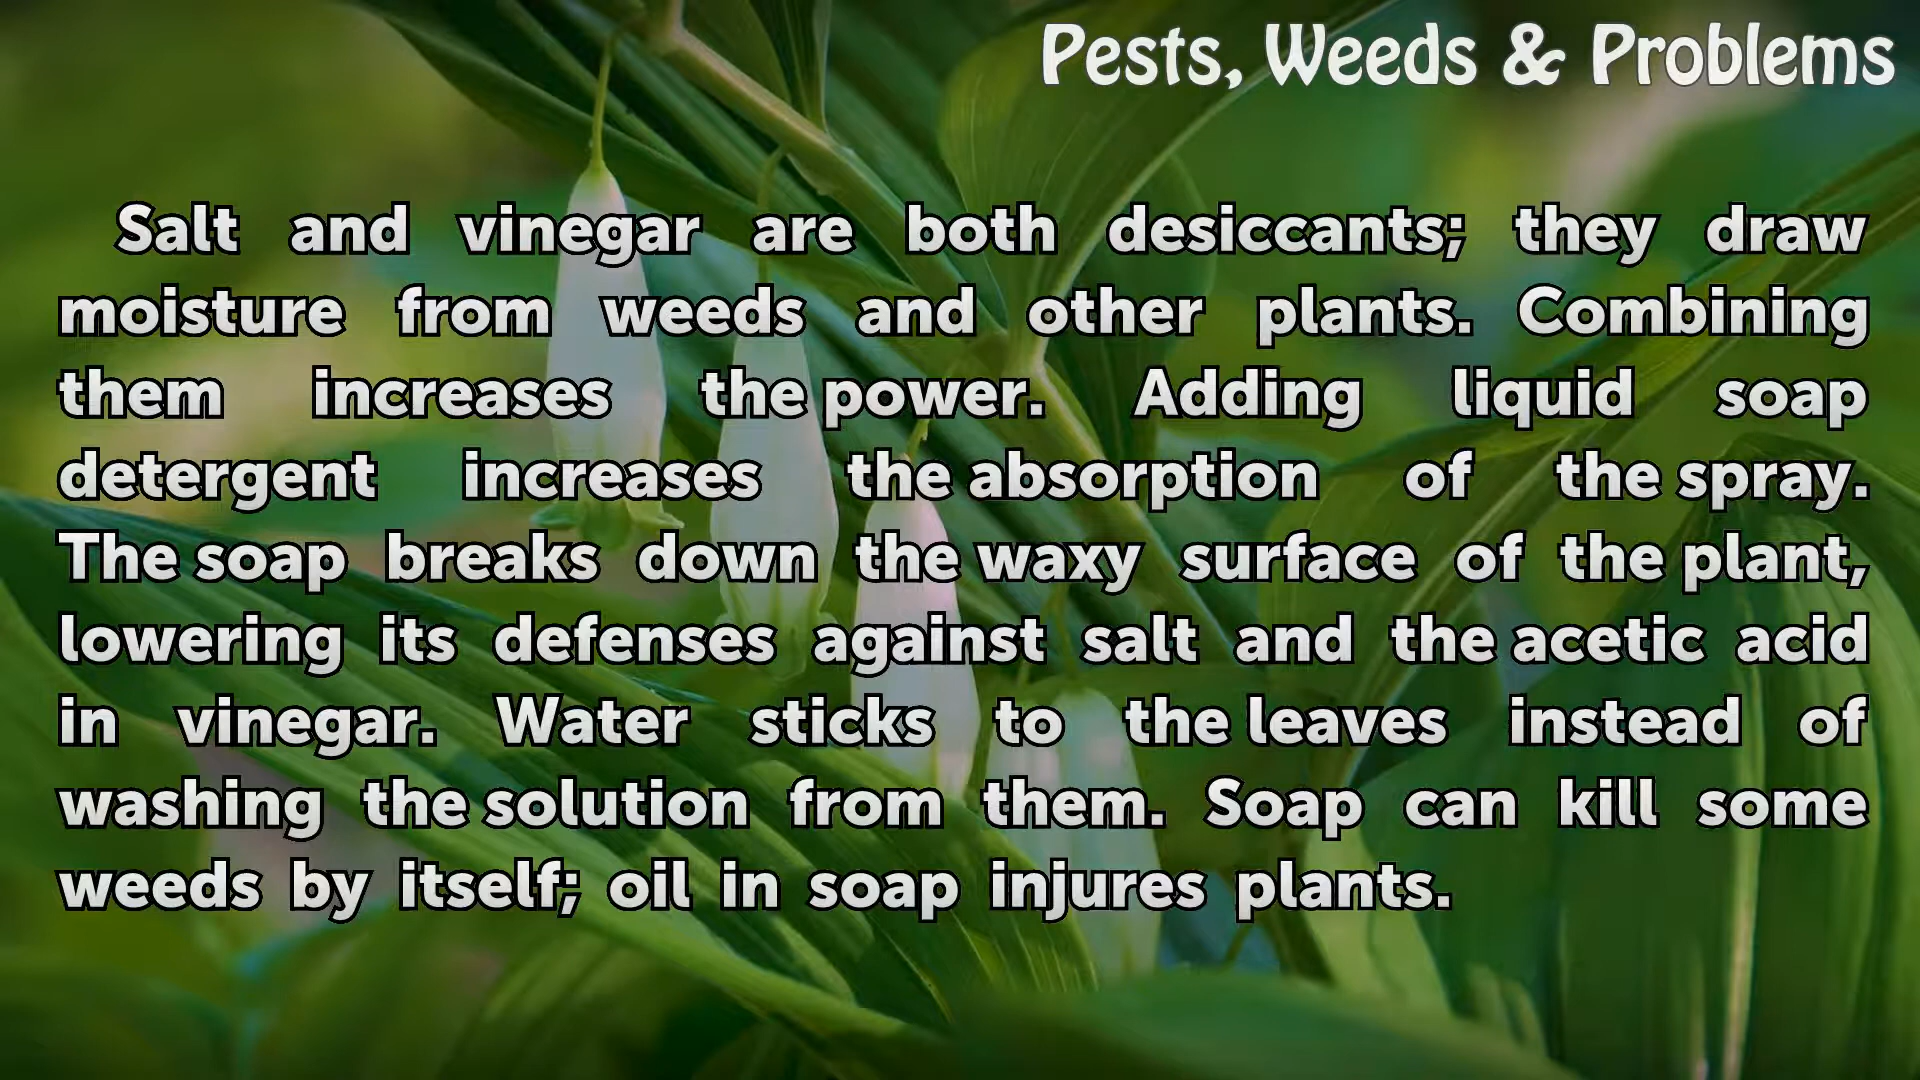 Pests, Weeds & Problems
Salt and vinegar are both desiccants; they draw
moisture from weeds and other plants. Combining
them increases the power. Adding liquid soap
detergent increases the absorption of the spray.
The soap breaks down the waxy surface of the plant,
lowering its defenses against salt and the acetic acid
in vinegar. Water sticks to the leaves instead of
washing the solution from them. Soap can kill some
weeds by itself; oil in soap injures plants.